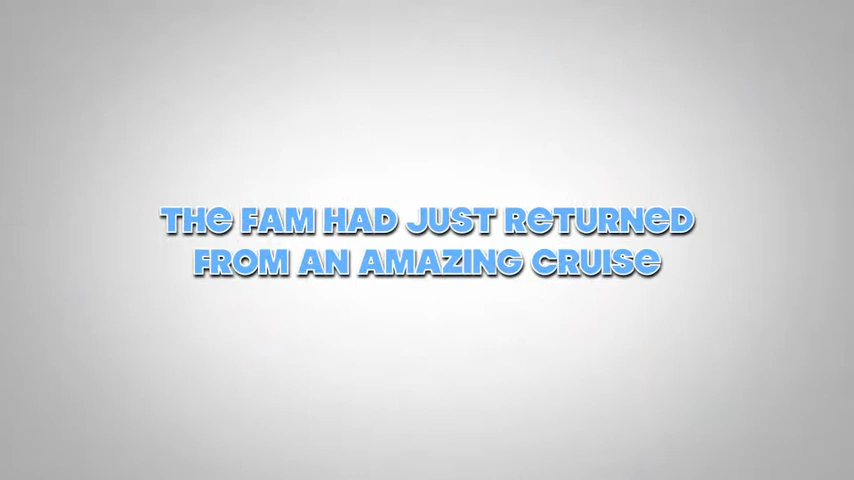 THE FAM HAD JUST RETURNED
FROM AN AMAZING CRUISE